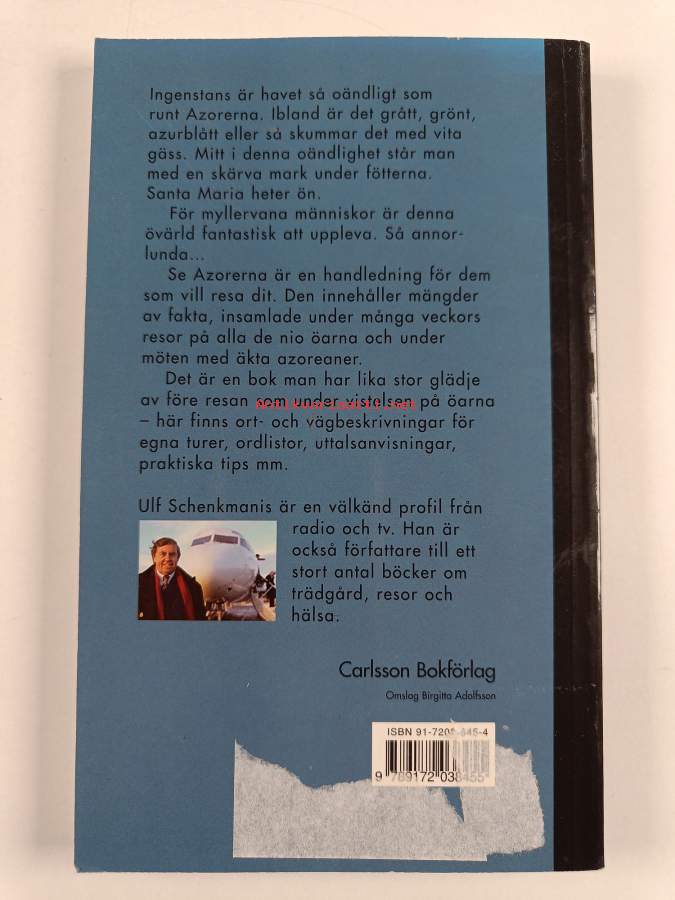 Ingenstans är havet så oändligt som
runt Azorerna. Ibland är det grått, grönt,
azurblått eller så skummar det med vita
gäss. Mitt i denna oändlighet står man
med en skärva mark under fötterna.
Santa Maria heter ön.
För myllervana människor är denna
övärld fantastisk att uppleva. Så annor-
lunda...
Se Azorerna är en handledning för dem
som vill resa dit. Den innehåller mängder
av fakta, insamlade under många veckors
resor på alla de nio öarna och under
möten med äkta azoreaner.
Det är en bok man har lika stor glädje
av före resan som under vistelsen på öarna
– här finns ort- och vägbeskrivningar för
egna turer, ordlistor, uttalsanvisningar,
praktiska tips mm.
Ulf Schenkmanis är en välkänd profil från
radio och tv. Han är
också författare till ett
stort antal böcker om
trädgård, resor och
hälsa.
Carlsson Bokförlag
Omslag Birgitta Adolfsson
ISBN